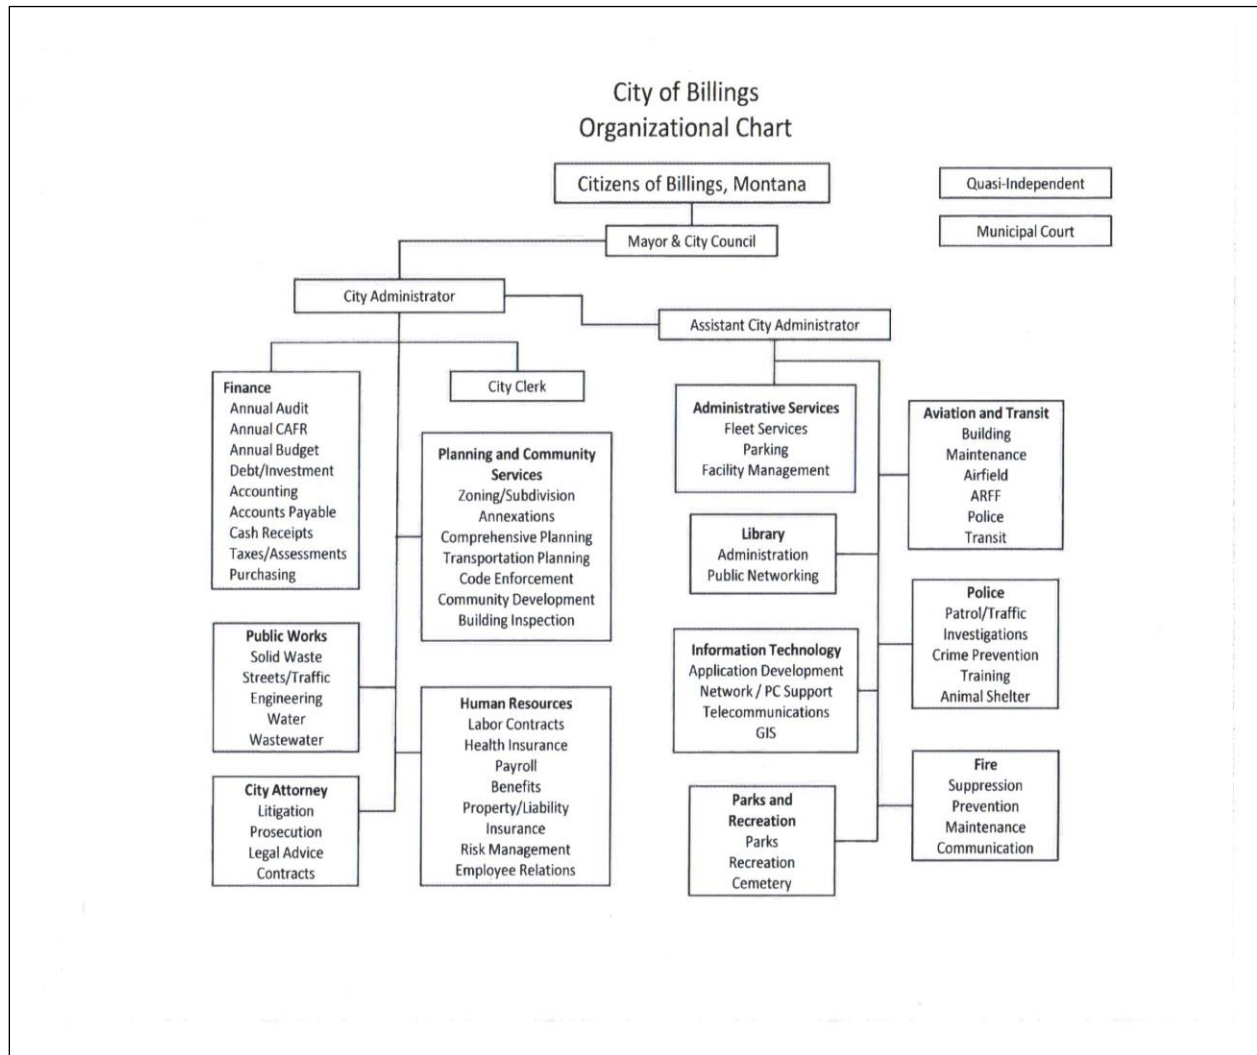 City of Billings
Organizational Chart
Citizens of Billings, Montana
Quasi-Independent
Mayor & City Council
Municipal Court
City Administrator
Assistant City Administrator
Finance
Annual Audit
Annual CAFR
Annual Budget
Debt/Investment
Accounting
Accounts Payable
Cash Receipts
Taxes/Assessments
Purchasing
City Clerk
Planning and Community
Services
Zoning/Subdivision
Annexations
Comprehensive Planning
Transportation Planning
Code Enforcement
Community Development
Building Inspection
Public Works
Solid Waste
Streets/Traffic
Engineering
Water
Wastewater
Human Resources
Labor Contracts
Health Insurance
Payroll
Benefits
Property/Liability
Insurance
Risk Management
Employee Relations
City Attorney
Litigation
Prosecution
Legal Advice
Contracts
Administrative Services
Fleet Services
Parking
Facility Management
Aviation and Transit
Building
Maintenance
Airfield
ARFF
Police
Transit
Library
Administration
Public Networking
Police
Patrol/Traffic
Investigations
Crime Prevention
Training
Animal Shelter
Information Technology
Application Development
Network / PC Support
Telecommunications
GIS
Fire
Suppression
Prevention
Maintenance
Communication
Parks and
Recreation
Parks
Recreation
Cemetery